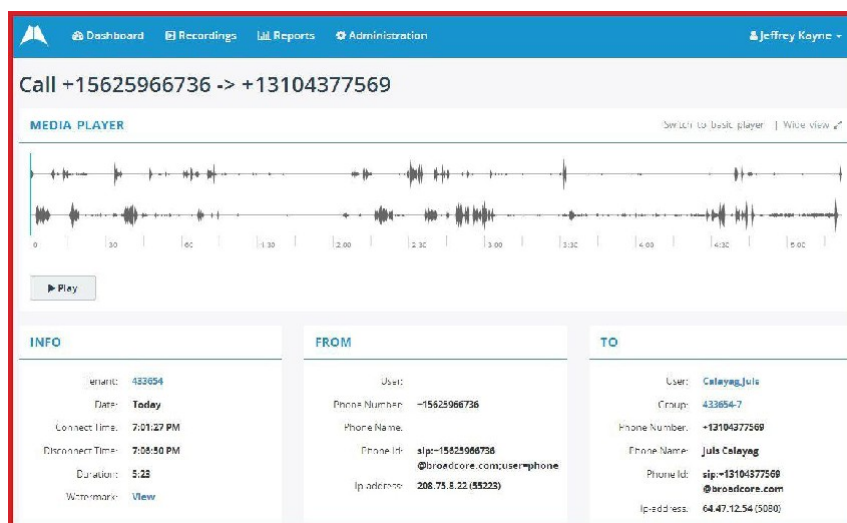 Dashboard Recordings Reports Administration Jeffrey Kayne
Call +15625966736 -> +13104377569
MEDIA PLAYER
Switch to basic player | Wide view
0 30 60 1:30 2:00 2:30 3:00 3:30 4:00 4:30 5:00
Play
INFO
Tenant: 433654
Date: Today
Connect Time: 7:01:27 PM
Disconnect Time: 7:06:50 PM
Duration: 5:23
Watermark: View
FROM
User:
Phone Number: +15625966736
Phone Name:
Phone Id: sip:+15625966736
@broadcore.com;user=phone
Ip-address: 208.75.8.22 (55223)
TO
User: Calayag,Juls
Group: 433654-7
Phone Number: +13104377569
Phone Name: Juls Calayag
Phone Id: sip:+13104377569
@broadcore.com
Ip-address: 64.47.12.54 (5080)